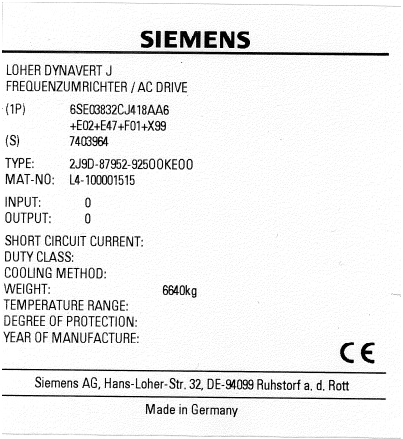 SIEMENS
LOHER DYNAVERT J
FREQUENZUMRICHTER / AC DRIVE
(1P) 6SE03832CJ418AA6
+E02+E47+F01+X99
(S) 7403964
TYPE: 2J9D-87952-92500KE00
MAT-NO: L4-100001515
INPUT: 0
OUTPUT: 0
SHORT CIRCUIT CURRENT:
DUTY CLASS:
COOLING METHOD:
WEIGHT: 6640kg
TEMPERATURE RANGE:
DEGREE OF PROTECTION:
YEAR OF MANUFACTURE:
CE
Siemens AG, Hans-Loher-Str. 32, DE-94099 Ruhstorf a. d. Rott
Made in Germany